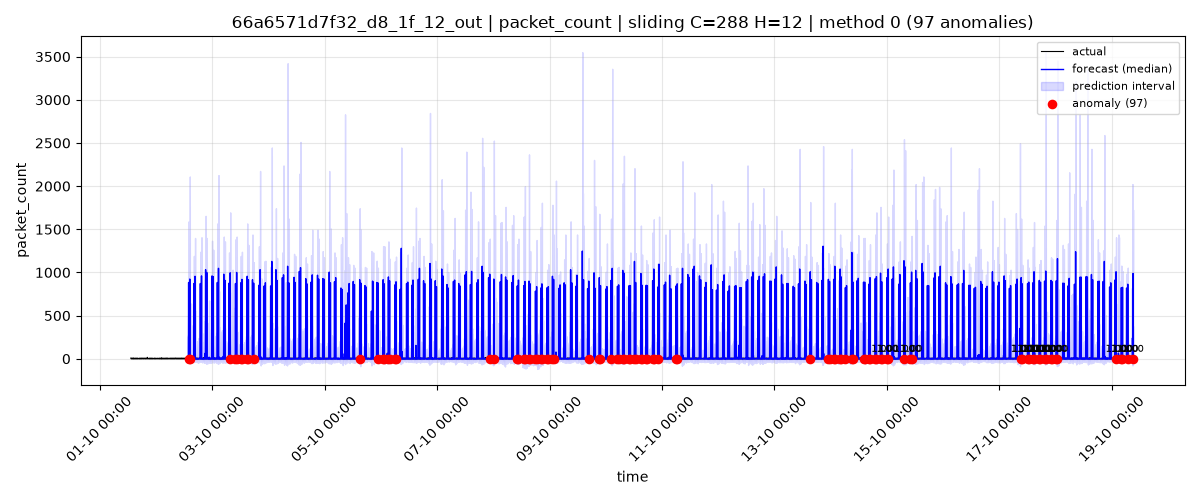 66a6571d7f32_d8_1f_12_out | packet_count | sliding C=288 H=12 | method 0 (97 anomalies)
actual
forecast (median)
prediction interval
anomaly (97)
packet_count
3500
3000
2500
2000
1500
1000
500
0
01-10 00:00
03-10 00:00
05-10 00:00
07-10 00:00
09-10 00:00
11-10 00:00
13-10 00:00
15-10 00:00
17-10 00:00
19-10 00:00
time